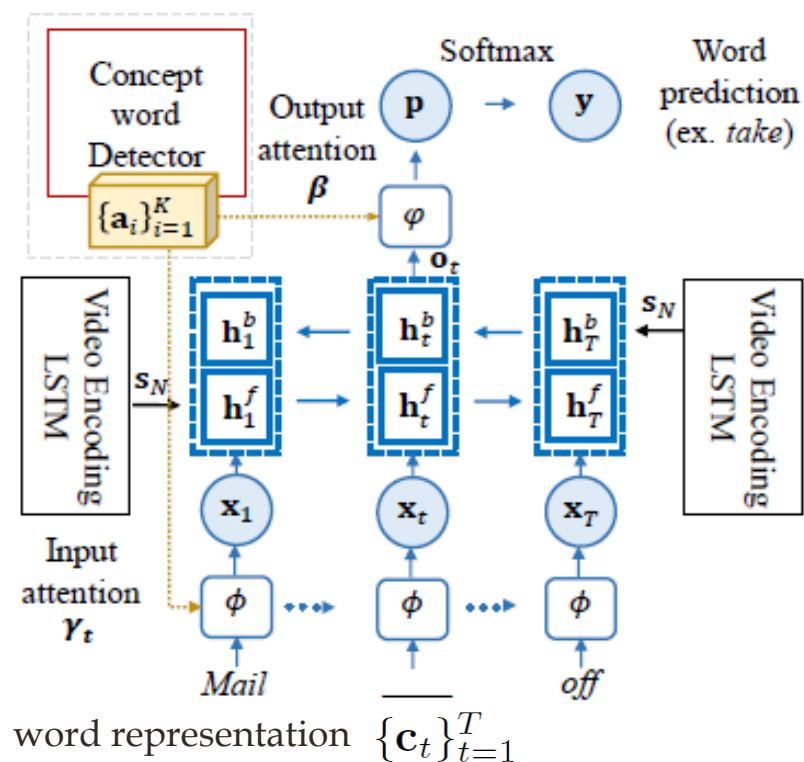 Concept
word
Detector
{a_i}_{i=1}^K
Output
attention
β
Softmax
p
y
Word
prediction
(ex. take)
φ
o_t
Video Encoding
LSTM
s_N
h_1^b
h_1^f
h_t^b
h_t^f
h_T^b
h_T^f
s_N
Video Encoding
LSTM
x_1
x_t
x_T
Input
attention
γ_t
ϕ
ϕ
ϕ
Mail
____
off
word representation {c_t}_{t=1}^T